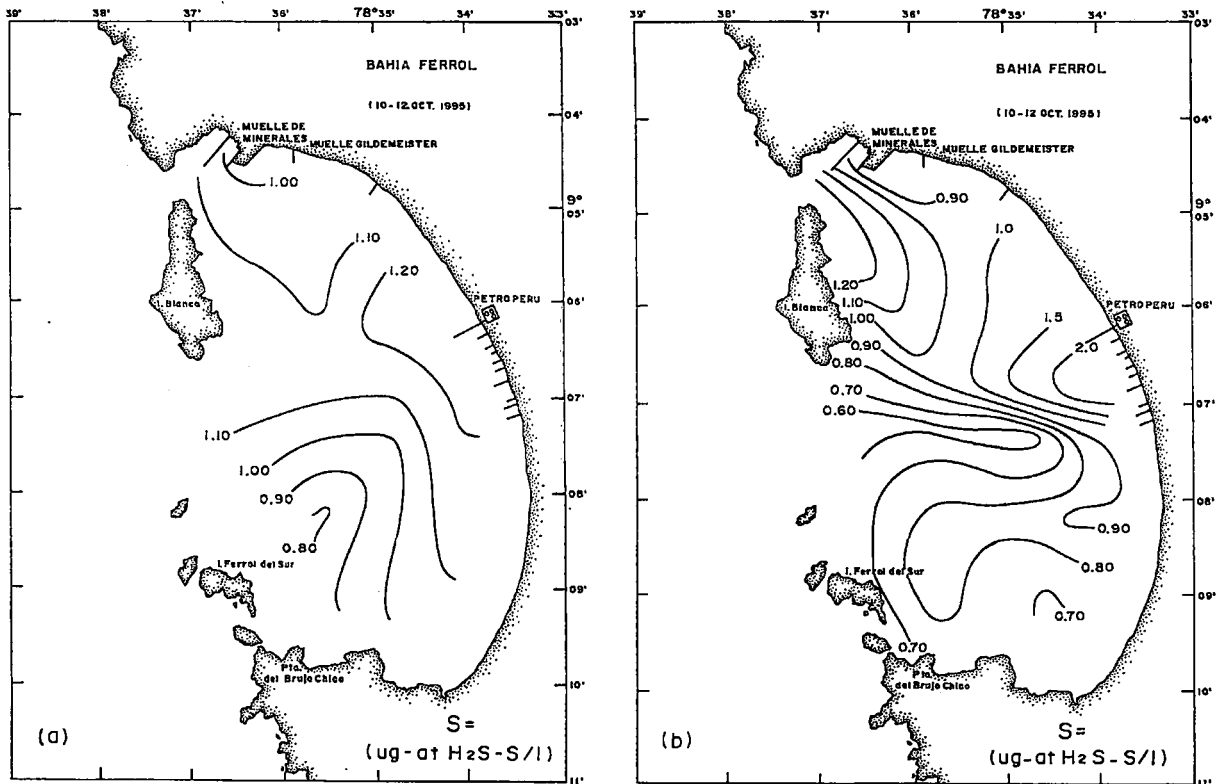 39' 38' 37' 36' 78°35' 34' 33'
03'
BAHIA FERROL
(10-12 OCT. 1995)
04'
MUELLE DE
MINERALES
MUELLE GILDEMEISTER
1.00
9°
05'
1.10
1.20
I. Blanca
PETROPERU
06'
07'
1.10
1.00
0.90
08'
0.80
I. Ferrol del Sur
09'
Pta.
del Brujo Chico
10'
S=
(ug-at H2S-S/l)
(a)
11'
39' 38' 37' 36' 78°35' 34' 33'
03'
BAHIA FERROL
(10-12 OCT. 1995)
04'
MUELLE DE
MINERALES
MUELLE GILDEMEISTER
0.90
9°
05'
1.0
1.20
I. Blanca
1.10
PETROPERU
06'
1.00
1.5
0.90
2.0
0.80
0.70
0.60
07'
08'
0.90
I. Ferrol del Sur
0.80
09'
0.70
0.70
Pta.
del Brujo Chico
10'
S=
(ug-at H2S-S/l)
(b)
11'